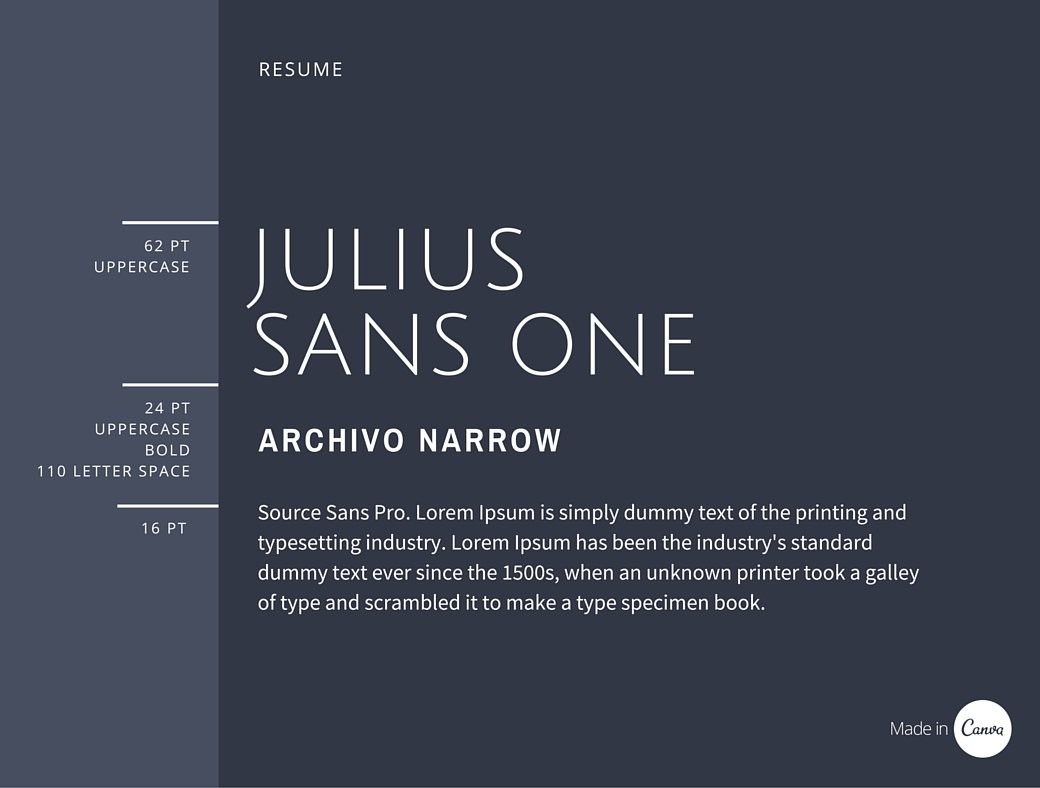 RESUME
62 PT
UPPERCASE
JULIUS
SANS ONE
24 PT
UPPERCASE
BOLD
110 LETTER SPACE
ARCHIVO NARROW
16 PT
Source Sans Pro. Lorem Ipsum is simply dummy text of the printing and
typesetting industry. Lorem Ipsum has been the industry's standard
dummy text ever since the 1500s, when an unknown printer took a galley
of type and scrambled it to make a type specimen book.
Made in Canva